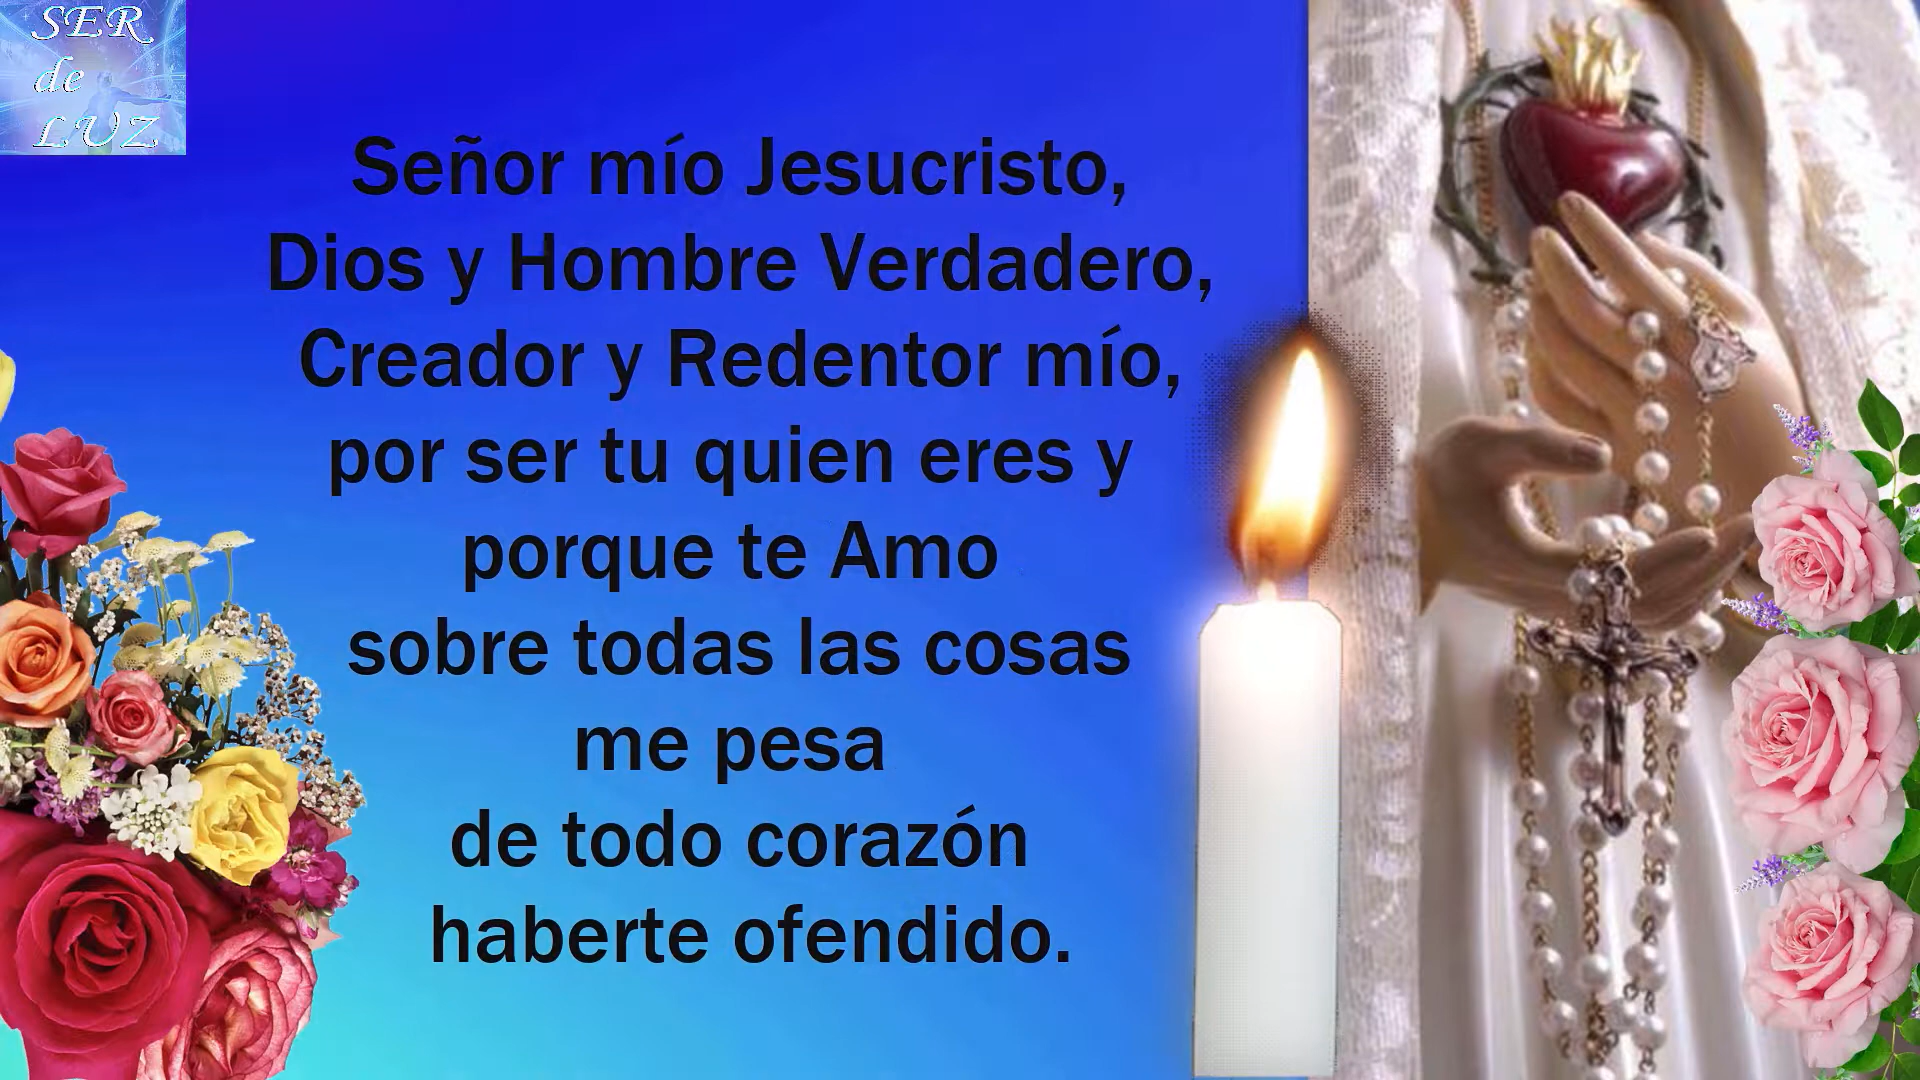 SER
de
LUZ
Señor mío Jesucristo,
Dios y Hombre Verdadero,
Creador y Redentor mío,
por ser tu quien eres y
porque te Amo
sobre todas las cosas
me pesa
de todo corazón
haberte ofendido.